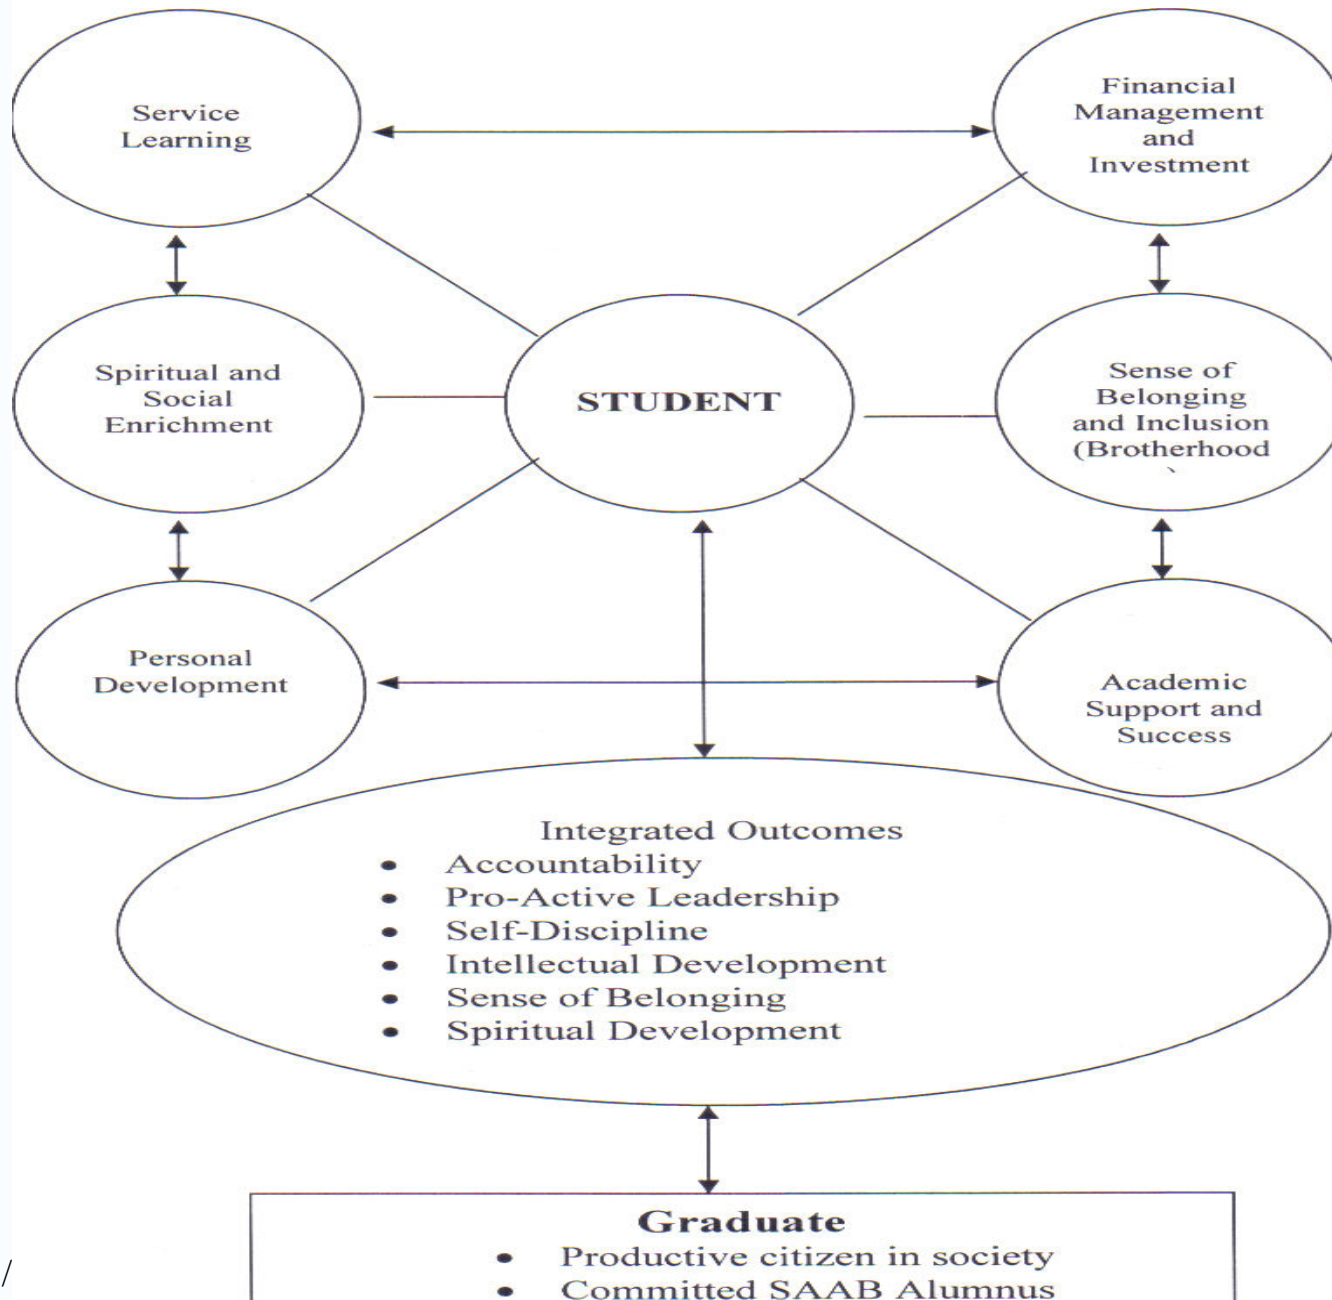 Service
Learning
Financial
Management
and
Investment
Spiritual and
Social
Enrichment
STUDENT
Sense of
Belonging
and Inclusion
(Brotherhood
)
Personal
Development
Academic
Support and
Success
Integrated Outcomes
• Accountability
• Pro-Active Leadership
• Self-Discipline
• Intellectual Development
• Sense of Belonging
• Spiritual Development
Graduate
• Productive citizen in society
• Committed SAAB Alumnus
/